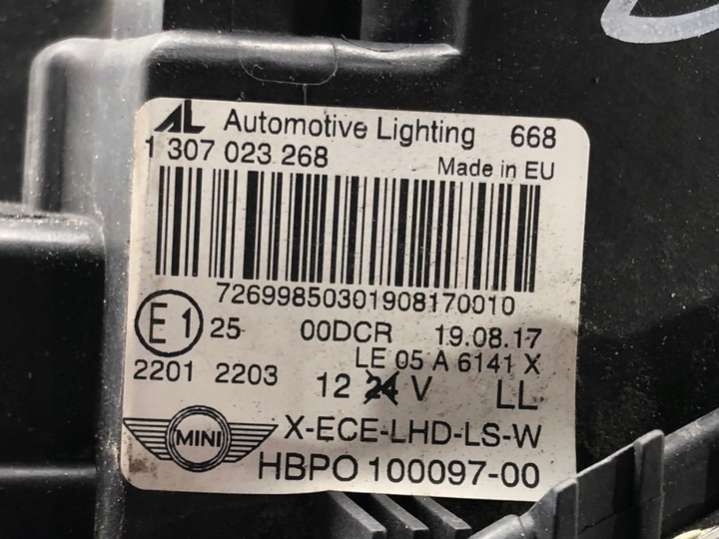 AL Automotive Lighting 668
1 307 023 268 Made in EU
72699850301908170010
E1 25 00DCR 19.08.17
LE 05 A 6141 X
2201 2203 12 24 V LL
MINI X-ECE-LHD-LS-W
HBPO 100097-00